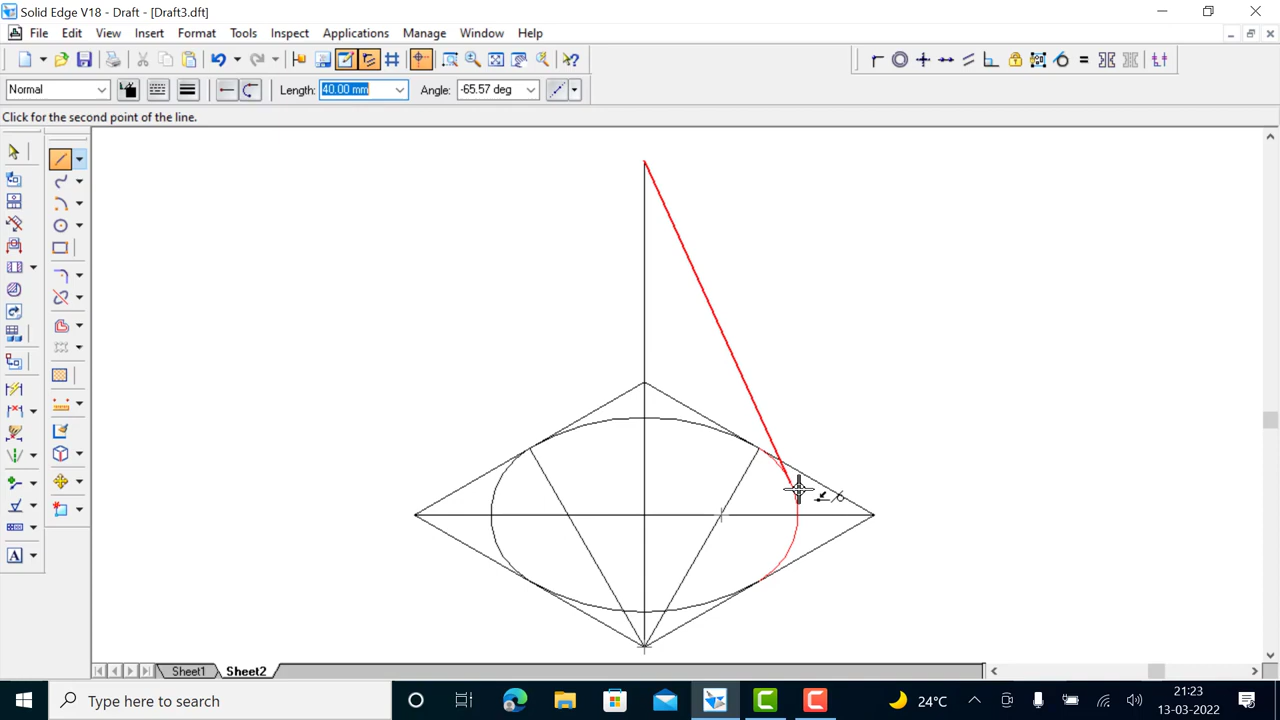 Solid Edge V18 - Draft - [Draft3.dft]
File Edit View Insert Format Tools Inspect Applications Manage Window Help
Normal Length: 40.00 mm Angle: -65.57 deg
Click for the second point of the line.
A
Sheet1 Sheet2
Type here to search
24°C
21:23
13-03-2022